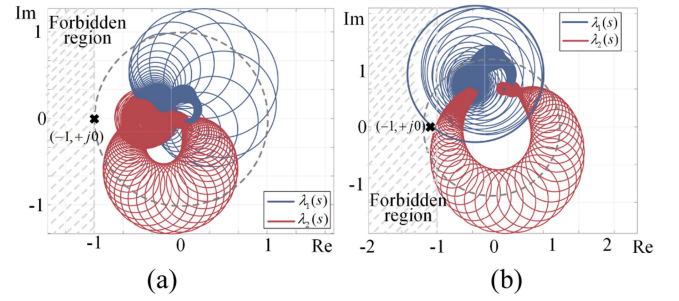 Im
Forbidden
region
λ₁(s)
λ₂(s)
1
0
(−1,+j0)
-1
-1
0
1
Re
(a)
Im
λ₁(s)
λ₂(s)
1
0
(−1,+j0)
-1
Forbidden
region
-2
-1
0
1
2
Re
(b)